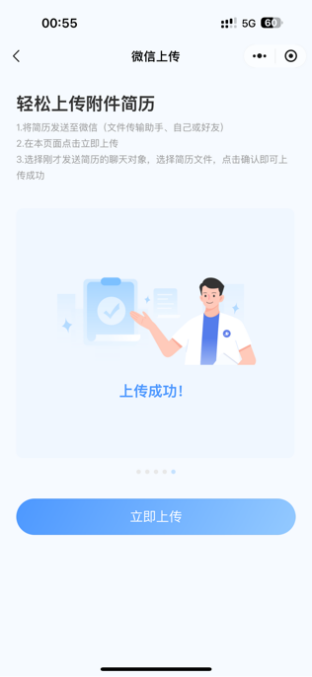 00:55
5G 60
微信上传
轻松上传附件简历
1.将简历发送至微信（文件传输助手、自己或好友）
2.在本页面点击立即上传
3.选择刚才发送简历的聊天对象，选择简历文件，点击确认即可上
传成功
上传成功！
立即上传